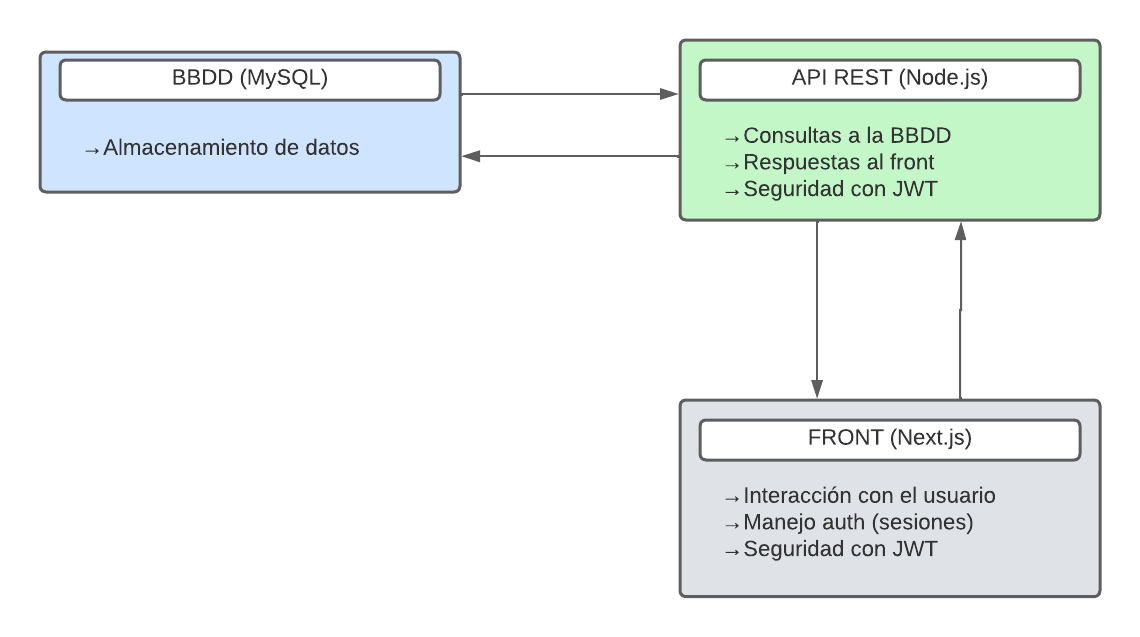 BBDD (MySQL)
→Almacenamiento de datos
API REST (Node.js)
→Consultas a la BBDD
→Respuestas al front
→Seguridad con JWT
FRONT (Next.js)
→Interacción con el usuario
→Manejo auth (sesiones)
→Seguridad con JWT